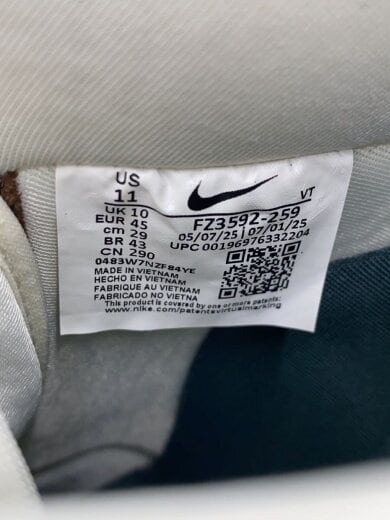 US
11
VT
UK 10
FZ3592-259
EUR 45
05/07/25|07/01/25
cm 29
UPC 00196976332204
BR 43
CN 290
0483W7NZF84YE
MADE IN VIETNAM
HECHO EN VIETNAM
FABRIQUE AU VIETNAM
FABRICADO NO VIETNA
This product is covered by one or more patents
www.nike.com/patentsvirtualmarking